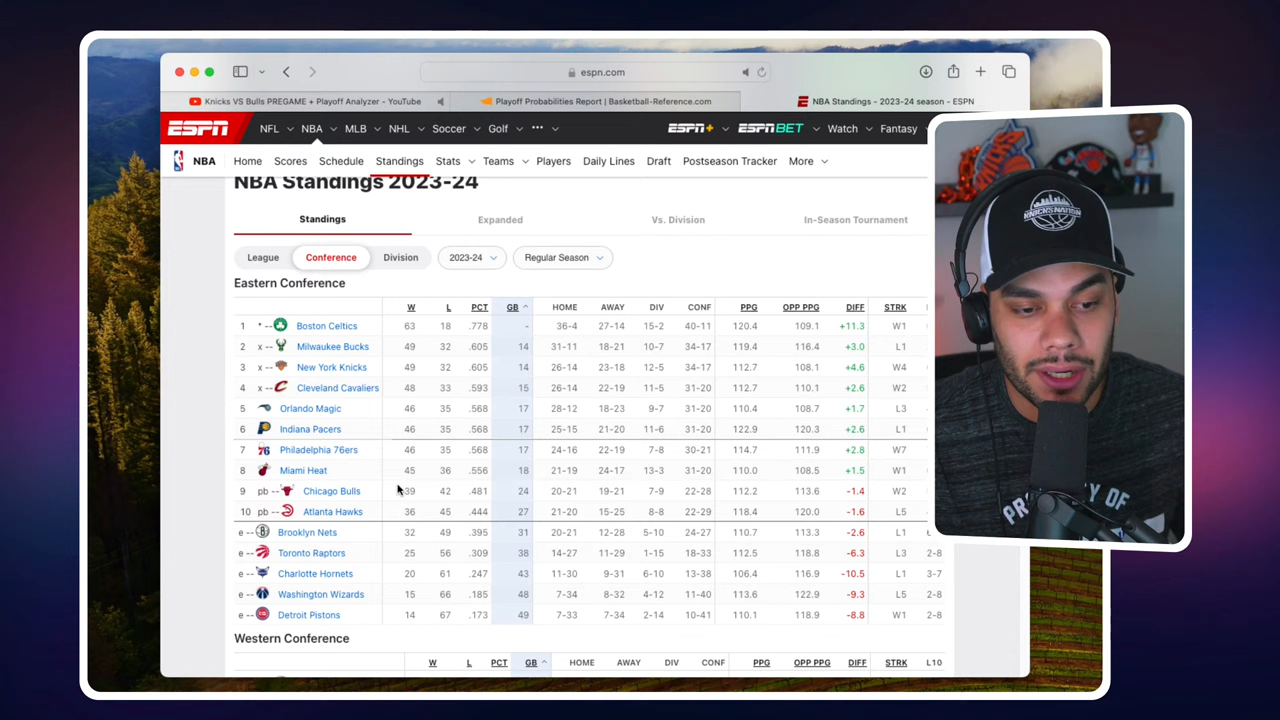 espn.com
Knicks VS Bulls PREGAME + Playoff Analyzer - YouTube
Playoff Probabilities Report | Basketball-Reference.com
NBA Standings - 2023-24 season - ESPN
ESPN NFL NBA MLB NHL Soccer Golf ••• ESPN+ ESPN BET Watch Fantasy
NBA Home Scores Schedule Standings Stats Teams Players Daily Lines Draft Postseason Tracker More
NBA Standings 2023-24
Standings Expanded Vs. Division In-Season Tournament
League Conference Division 2023-24 Regular Season
Eastern Conference
W L PCT GB HOME AWAY DIV CONF PPG OPP PPG DIFF STRK
1 * -- Boston Celtics 63 18 .778 - 36-4 27-14 15-2 40-11 120.4 109.1 +11.3 W1
2 x -- Milwaukee Bucks 49 32 .605 14 31-11 18-21 10-7 34-17 119.4 116.4 +3.0 L1
3 x -- New York Knicks 49 32 .605 14 26-14 23-18 12-5 34-17 112.7 108.1 +4.6 W4
4 x -- Cleveland Cavaliers 48 33 .593 15 26-14 22-19 11-5 31-20 112.7 110.1 +2.6 W2
5 Orlando Magic 46 35 .568 17 28-12 18-23 9-7 31-20 110.4 108.7 +1.7 L3
6 Indiana Pacers 46 35 .568 17 25-15 21-20 11-6 31-20 122.9 120.3 +2.6 L1
7 76 Philadelphia 76ers 46 35 .568 17 24-16 22-19 7-8 30-21 114.7 111.9 +2.8 W7
8 Miami Heat 45 36 .556 18 21-19 24-17 13-3 31-20 110.0 108.5 +1.5 W1
9 pb -- Chicago Bulls 39 42 .481 24 20-21 19-21 7-9 22-28 112.2 113.6 -1.4 W2
10 pb -- Atlanta Hawks 36 45 .444 27 21-20 15-25 8-8 22-29 118.4 120.0 -1.6 L5
e -- Brooklyn Nets 32 49 .395 31 20-21 12-28 5-10 24-27 110.7 113.3 -2.6 L1
e -- Toronto Raptors 25 56 .309 38 14-27 11-29 1-15 18-33 112.5 118.8 -6.3 L3 2-8
e -- Charlotte Hornets 20 61 .247 43 11-30 9-31 6-10 13-38 106.4 116.9 -10.5 L1 3-7
e -- Washington Wizards 15 66 .185 48 7-34 8-32 4-12 11-40 113.6 122.9 -9.3 L5 2-8
e -- Detroit Pistons 14 67 .173 49 7-33 7-34 2-14 10-41 110.1 118.9 -8.8 W1 2-8
Western Conference
W L PCT GB HOME AWAY DIV CONF PPG OPP PPG DIFF STRK L10
KNICKS NATION
PROPERTY OF